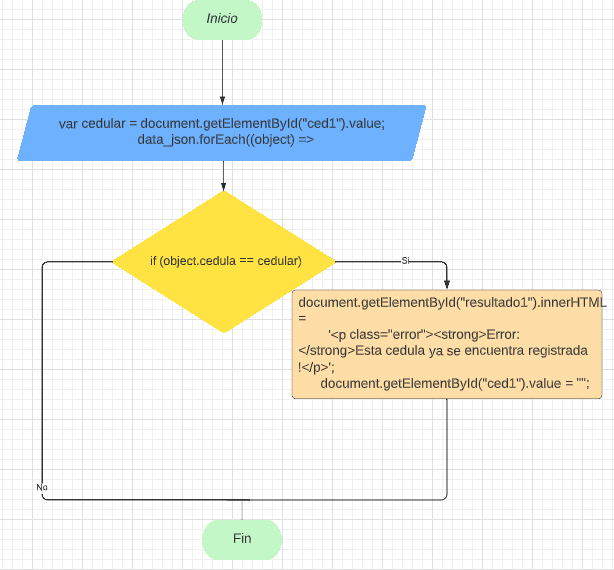 Inicio
var cedular = document.getElementById("ced1").value;
data_json.forEach((object) =>
if (object.cedula == cedular)
Si
document.getElementById("resultado1").innerHTML
=
'<p class="error"><strong>Error:
</strong>Esta cedula ya se encuentra registrada
!</p>';
document.getElementById("ced1").value = "";
No
Fin